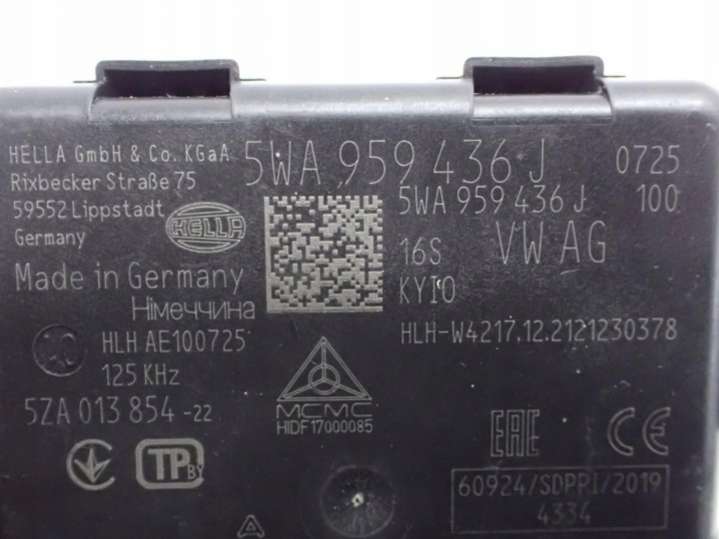 HELLA GmbH & Co. KGaA
Rixbecker Straße 75
59552 Lippstadt
Germany
HELLA
Made in Germany
Німеччина
HLH AE100725
125 KHz
5ZA 013 854 -22
TP BY
5WA 959 436 J
5WA 959 436 J
16S VW AG
KY10
0725
100
HLH-W4217.12.2121230378
MCMC
HIDF17000085
EAC CE
60924/SDPPI/2019
4334